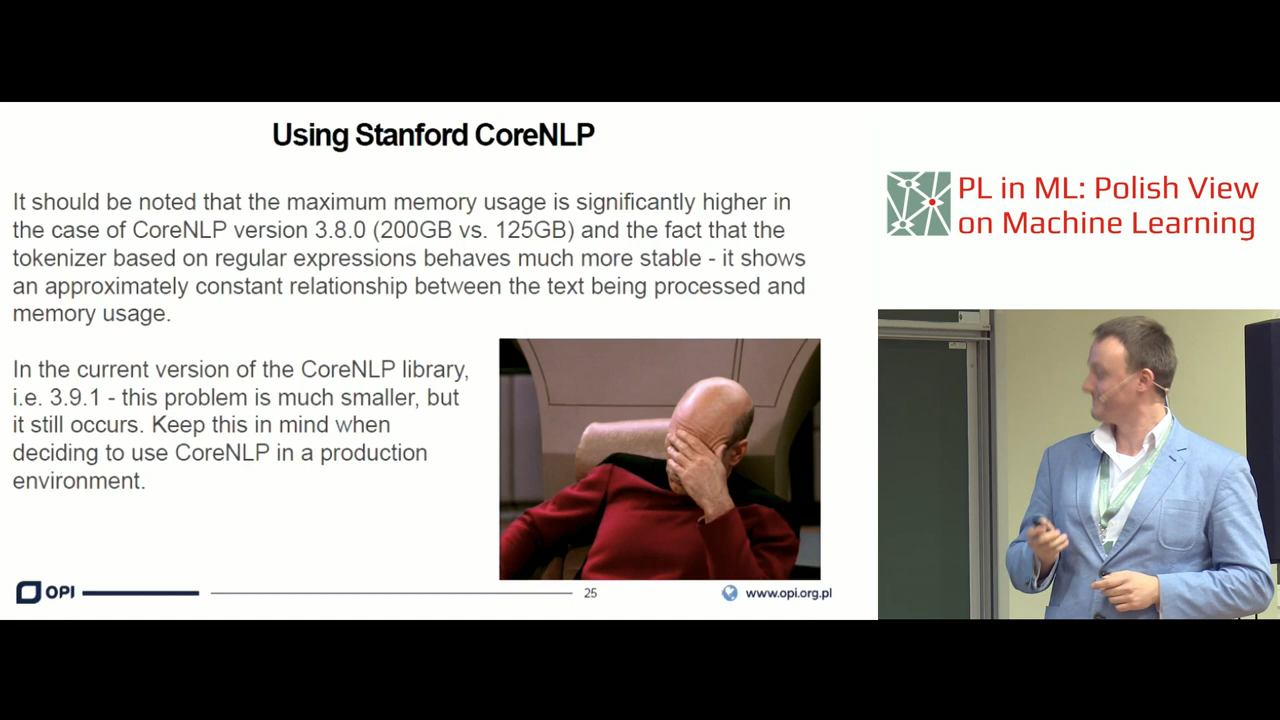 Using Stanford CoreNLP
It should be noted that the maximum memory usage is significantly higher in
the case of CoreNLP version 3.8.0 (200GB vs. 125GB) and the fact that the
tokenizer based on regular expressions behaves much more stable - it shows
an approximately constant relationship between the text being processed and
memory usage.
In the current version of the CoreNLP library,
i.e. 3.9.1 - this problem is much smaller, but
it still occurs. Keep this in mind when
deciding to use CoreNLP in a production
environment.
OPI
25
www.opi.org.pl
PL in ML: Polish View
on Machine Learning